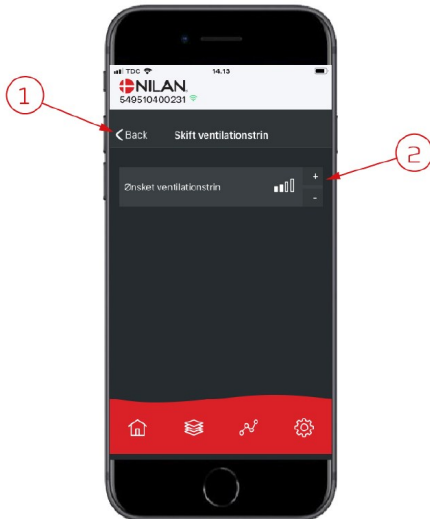 TDC 14.13
NILAN
549510400231
1
Back Skift ventilationstrin
2
Ønsket ventilationstrin +
-